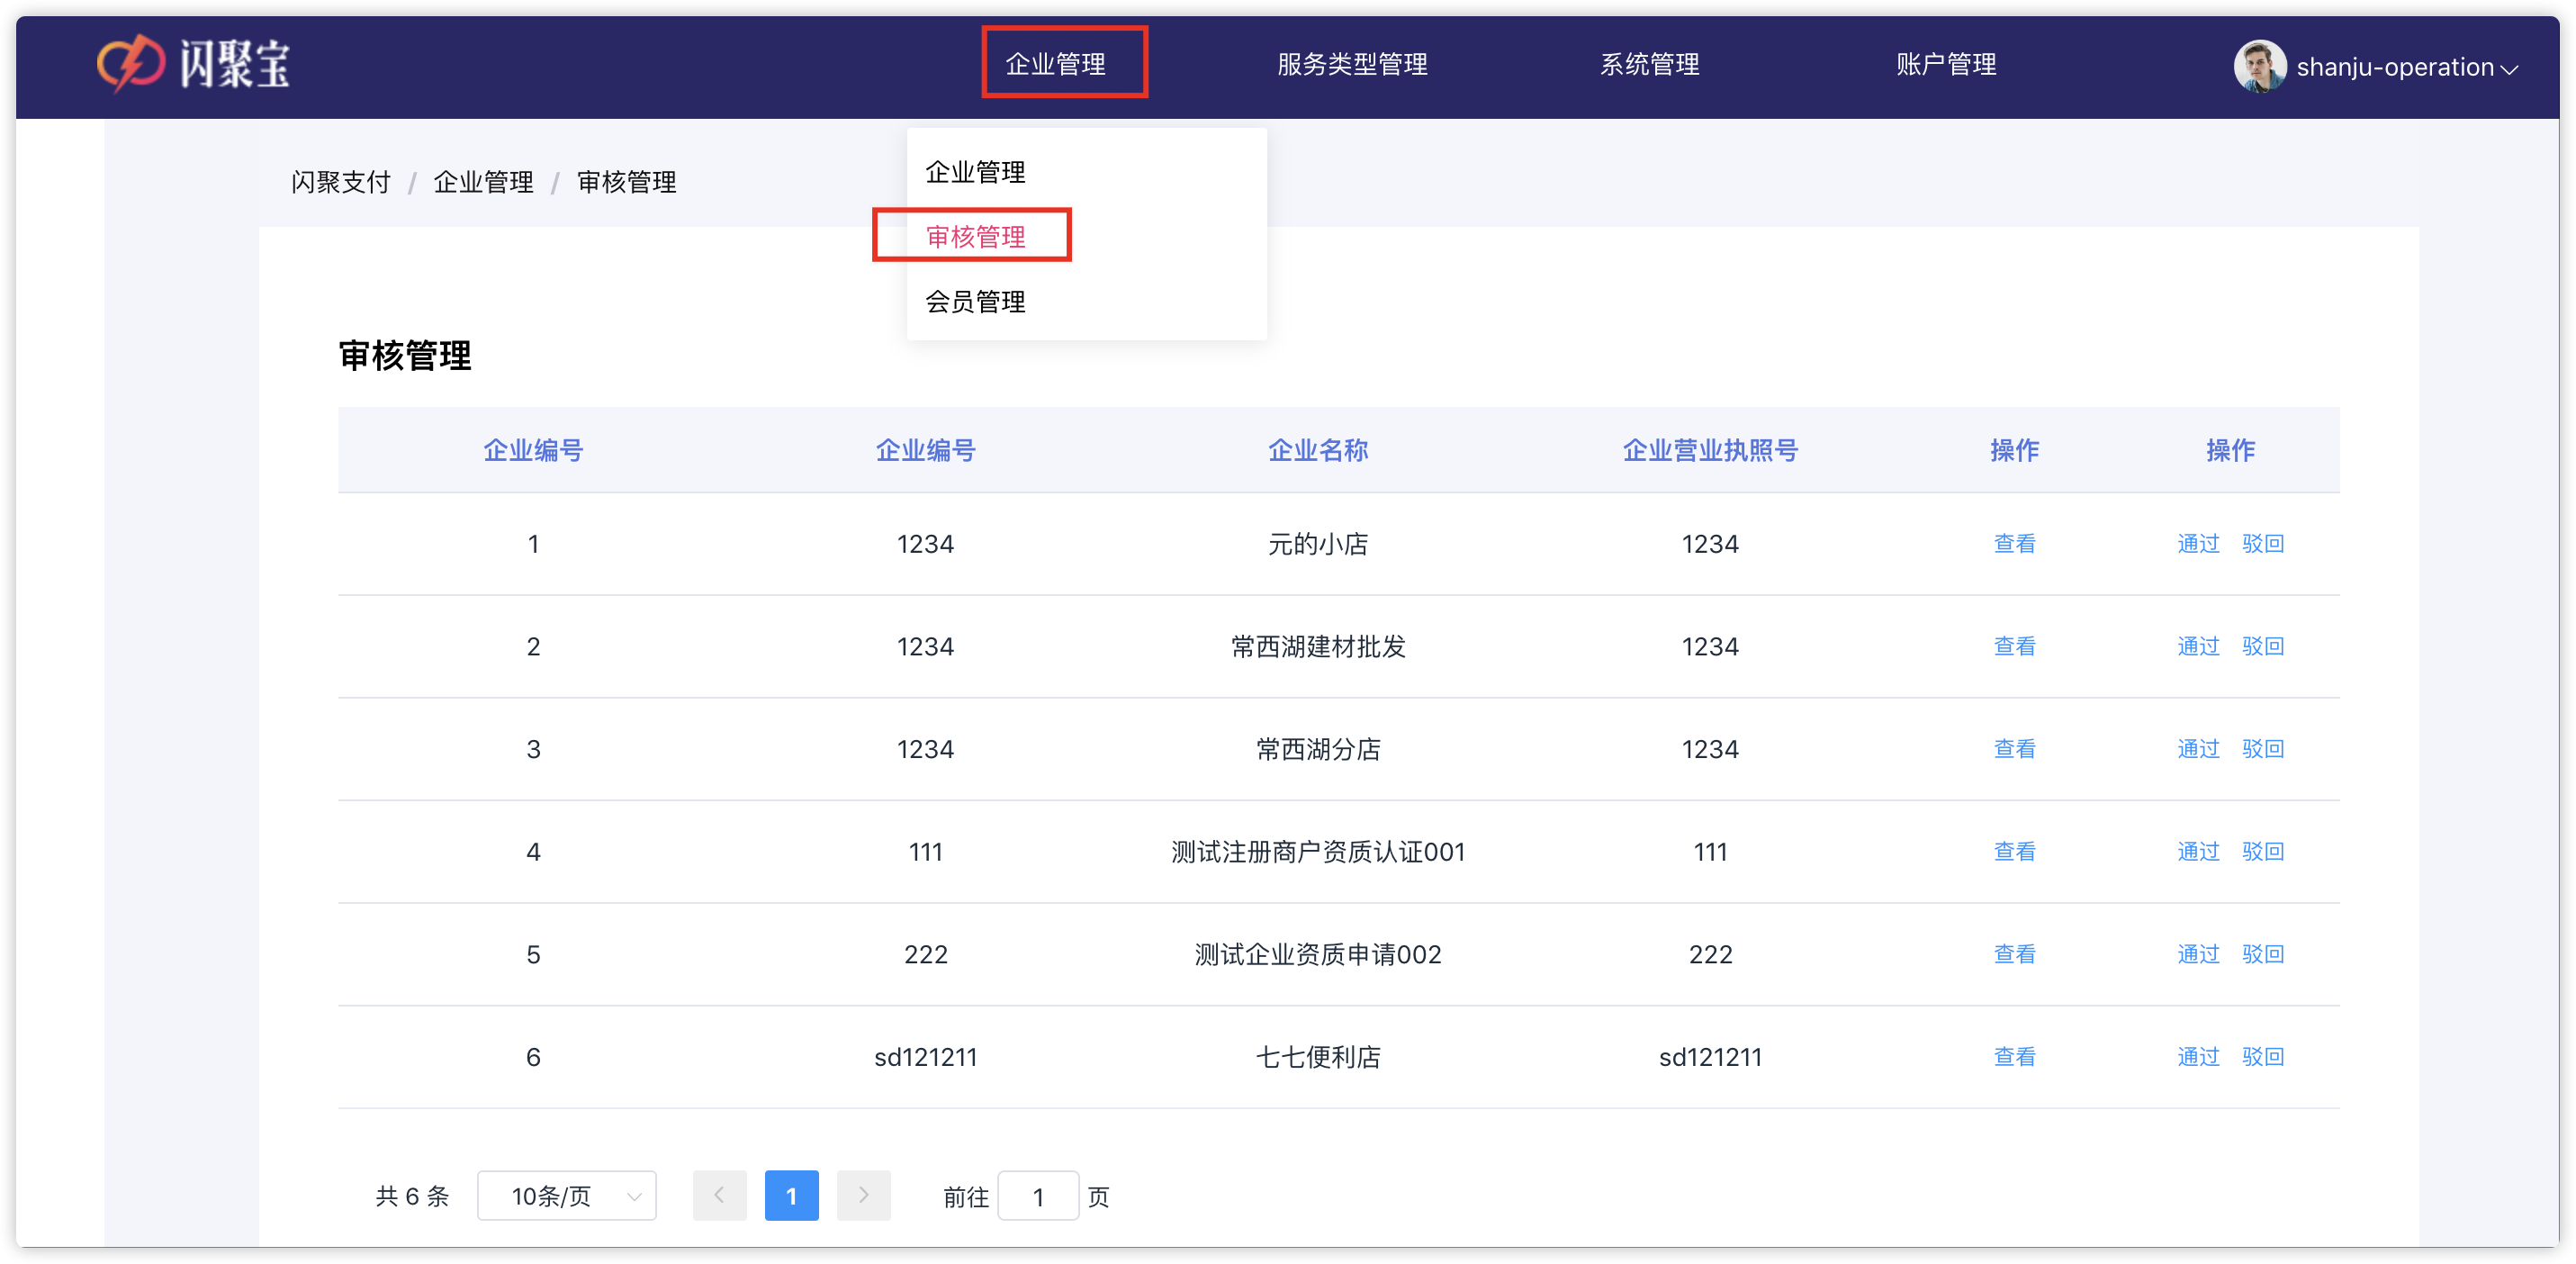 闪聚宝 企业管理 服务类型管理 系统管理 账户管理 shanju-operation
企业管理
闪聚支付 / 企业管理 / 审核管理
审核管理
会员管理
审核管理
企业编号 企业编号 企业名称 企业营业执照号 操作 操作
1 1234 元的小店 1234 查看 通过 驳回
2 1234 常西湖建材批发 1234 查看 通过 驳回
3 1234 常西湖分店 1234 查看 通过 驳回
4 111 测试注册商户资质认证001 111 查看 通过 驳回
5 222 测试企业资质申请002 222 查看 通过 驳回
6 sd121211 七七便利店 sd121211 查看 通过 驳回
共 6 条 10条/页 1 前往 1 页